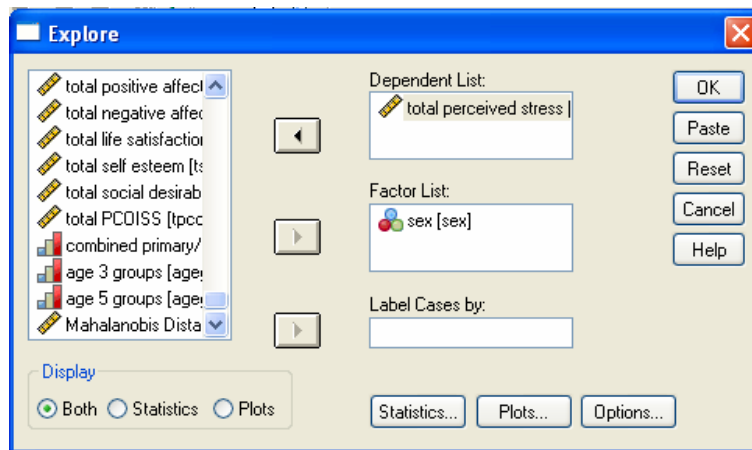 Explore
total positive affect
total negative affec
total life satisfaction
total self esteem [ts
total social desirab
total PCOISS [tpco
combined primary/
age 3 groups [age
age 5 groups [age
Mahalanobis Dista
Display
Both
Statistics
Plots
Dependent List:
total perceived stress [
Factor List:
sex [sex]
Label Cases by:
Statistics...
Plots...
Options...
OK
Paste
Reset
Cancel
Help